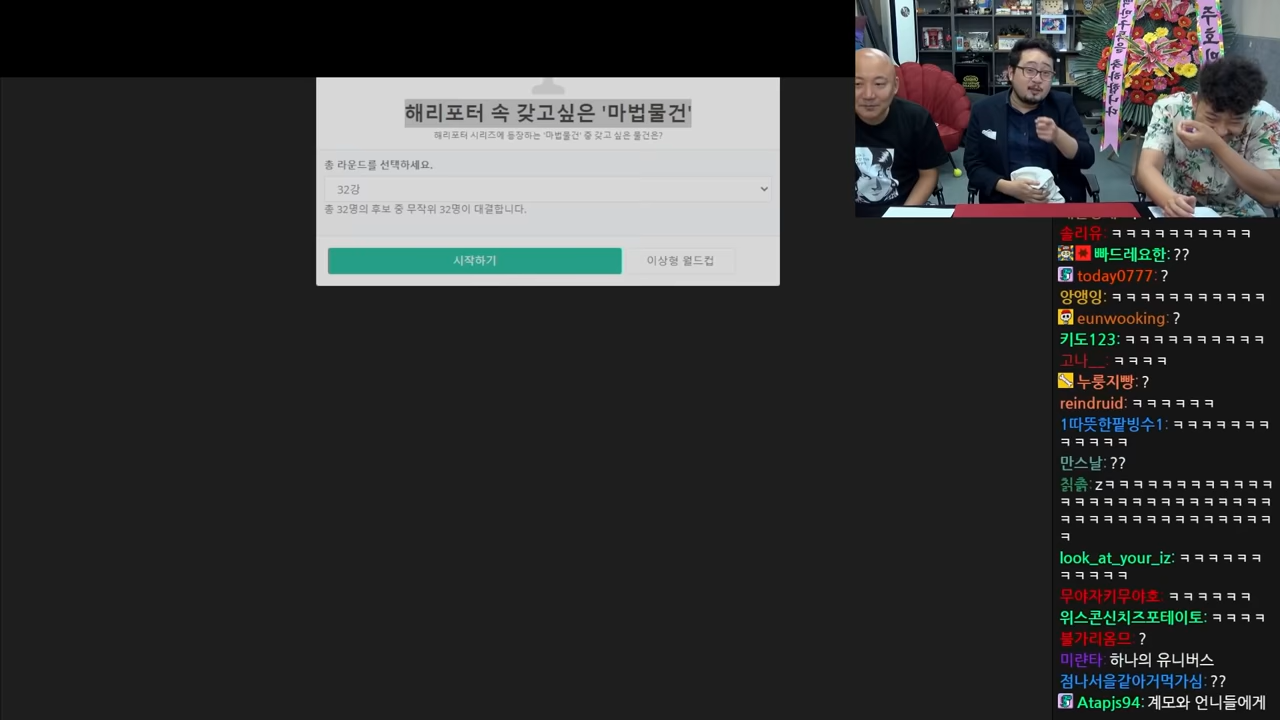 해리포터 속 갖고싶은 '마법물건'
해리포터 시리즈에 등장하는 '마법물건' 중 갖고 싶은 물건은?
총 라운드를 선택하세요.
32강
총 32명의 후보 중 무작위 32명이 대결합니다.
시작하기
이상형 월드컵
주호
솔리유: ㅋㅋㅋㅋㅋㅋㅋㅋㅋㅋ
빠드레요한: ??
today0777: ?
앙앵잉: ㅋㅋㅋㅋㅋㅋㅋㅋㅋㅋㅋ
eunwooking: ?
키도123: ㅋㅋㅋㅋㅋㅋㅋㅋㅋㅋ
고나__: ㅋㅋㅋㅋ
누룽지빵: ?
reindruid: ㅋㅋㅋㅋㅋㅋ
1따뜻한팥빙수1: ㅋㅋㅋㅋㅋㅋㅋ
ㅋㅋㅋㅋㅋ
만스날: ??
칡촑: zㅋㅋㅋㅋㅋㅋㅋㅋㅋㅋㅋㅋ
ㅋㅋㅋㅋㅋㅋㅋㅋㅋㅋㅋㅋㅋㅋㅋ
ㅋㅋㅋㅋㅋㅋㅋㅋㅋㅋㅋㅋㅋㅋㅋ
ㅋ
look_at_your_iz: ㅋㅋㅋㅋㅋㅋ
ㅋㅋㅋㅋㅋ
무야자키무야호: ㅋㅋㅋㅋㅋㅋ
위스콘신치즈포테이토: ㅋㅋㅋㅋ
불가리옴므: ?
미랸타: 하나의 유니버스
점나서을같아거먹가심: ??
Atapjs94: 계모와 언니들에게